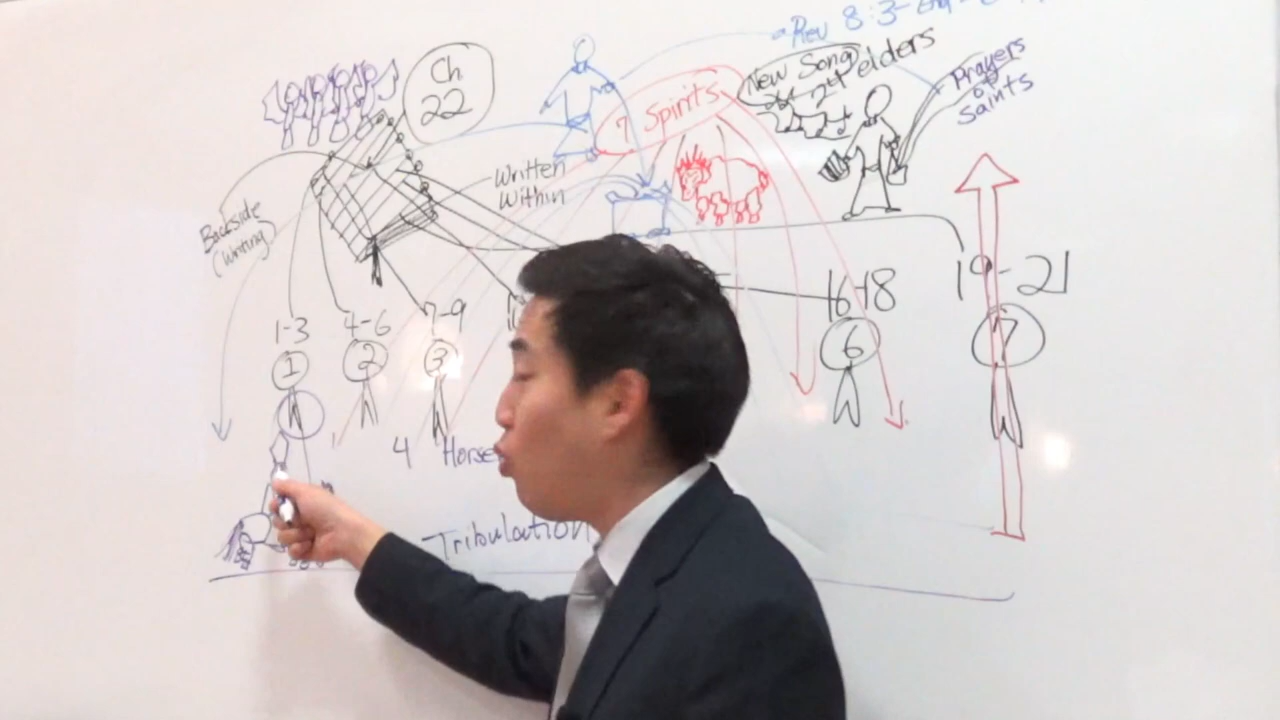 Rev 8:3-
Ch
22
New Song
24 elders
Prayers
of
Saints
7 Spirits
Written
Within
Backside
(Writing)
1-3
4-6
7-9
16-18
19-21
1
2
3
6
7
4 Horse
Tribulation